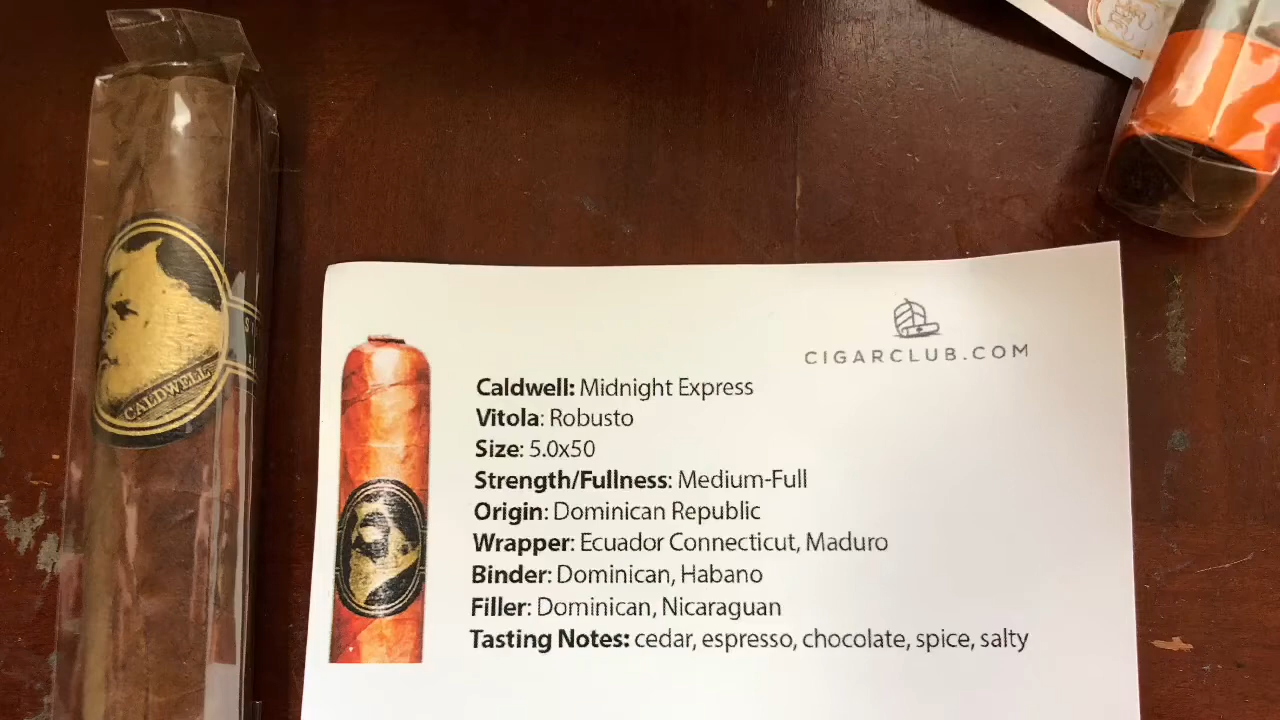 CALDWELL
CIGARCLUB.COM
Caldwell: Midnight Express
Vitola: Robusto
Size: 5.0x50
Strength/Fullness: Medium-Full
Origin: Dominican Republic
Wrapper: Ecuador Connecticut, Maduro
Binder: Dominican, Habano
Filler: Dominican, Nicaraguan
Tasting Notes: cedar, espresso, chocolate, spice, salty